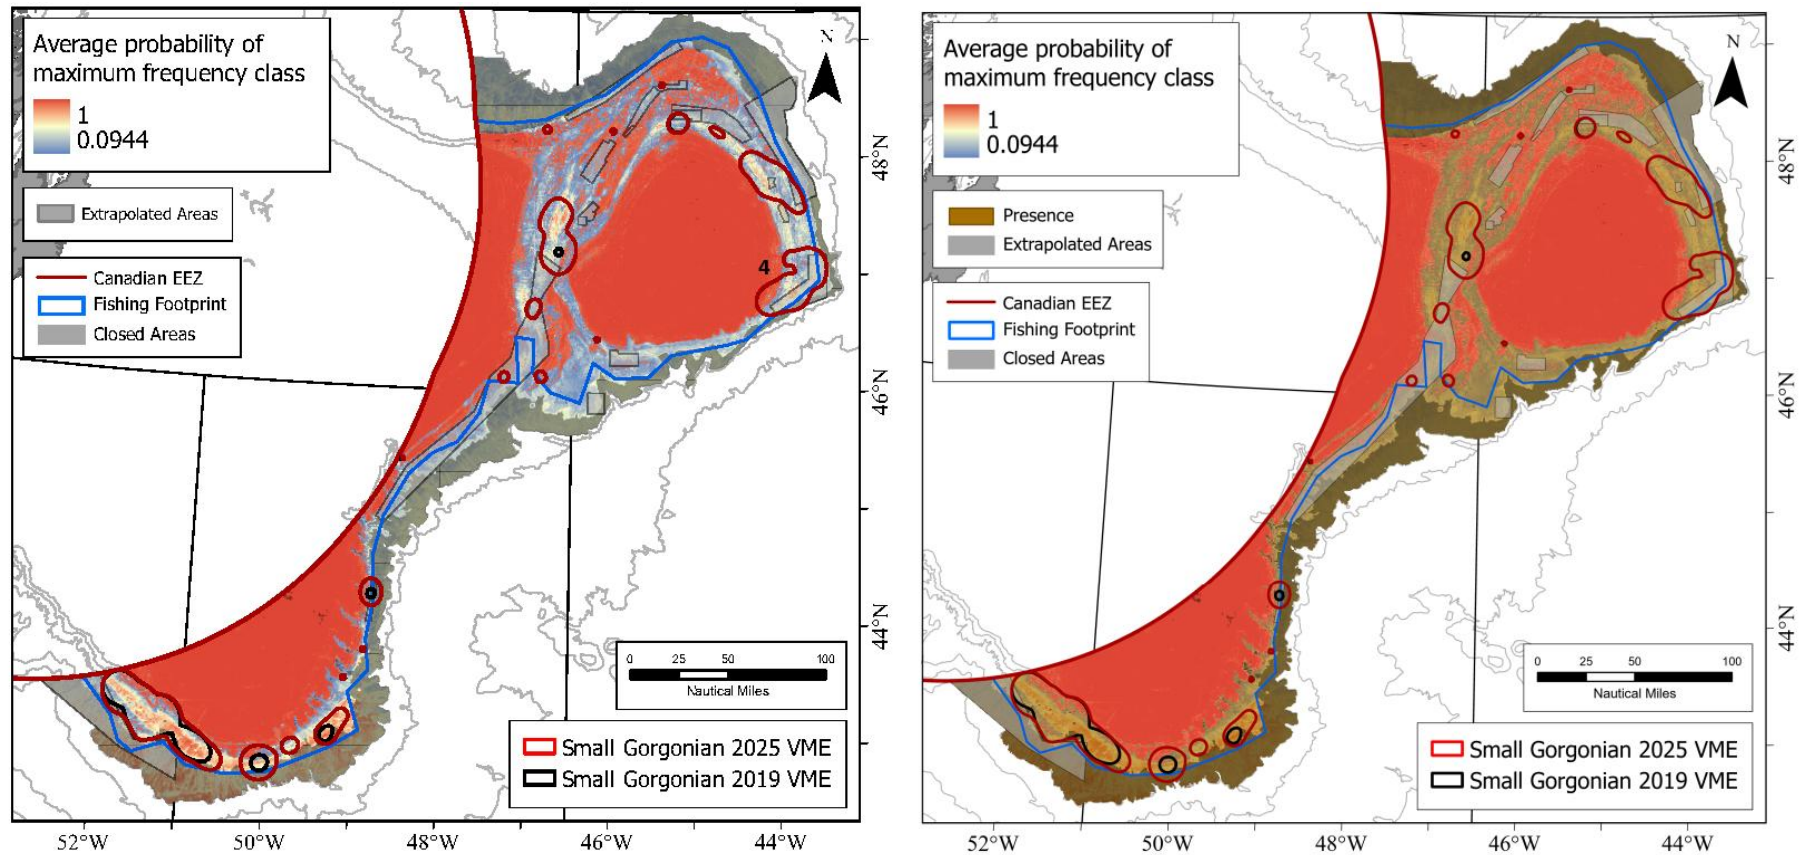 Average probability of
maximum frequency class
1
0.0944
Extrapolated Areas
Canadian EEZ
Fishing Footprint
Closed Areas
N
4
48°N
46°N
44°N
0 25 50 100
Nautical Miles
Small Gorgonian 2025 VME
Small Gorgonian 2019 VME
52°W 50°W 48°W 46°W 44°W
Average probability of
maximum frequency class
1
0.0944
Presence
Extrapolated Areas
Canadian EEZ
Fishing Footprint
Closed Areas
N
48°N
46°N
44°N
0 25 50 100
Nautical Miles
Small Gorgonian 2025 VME
Small Gorgonian 2019 VME
52°W 50°W 48°W 46°W 44°W